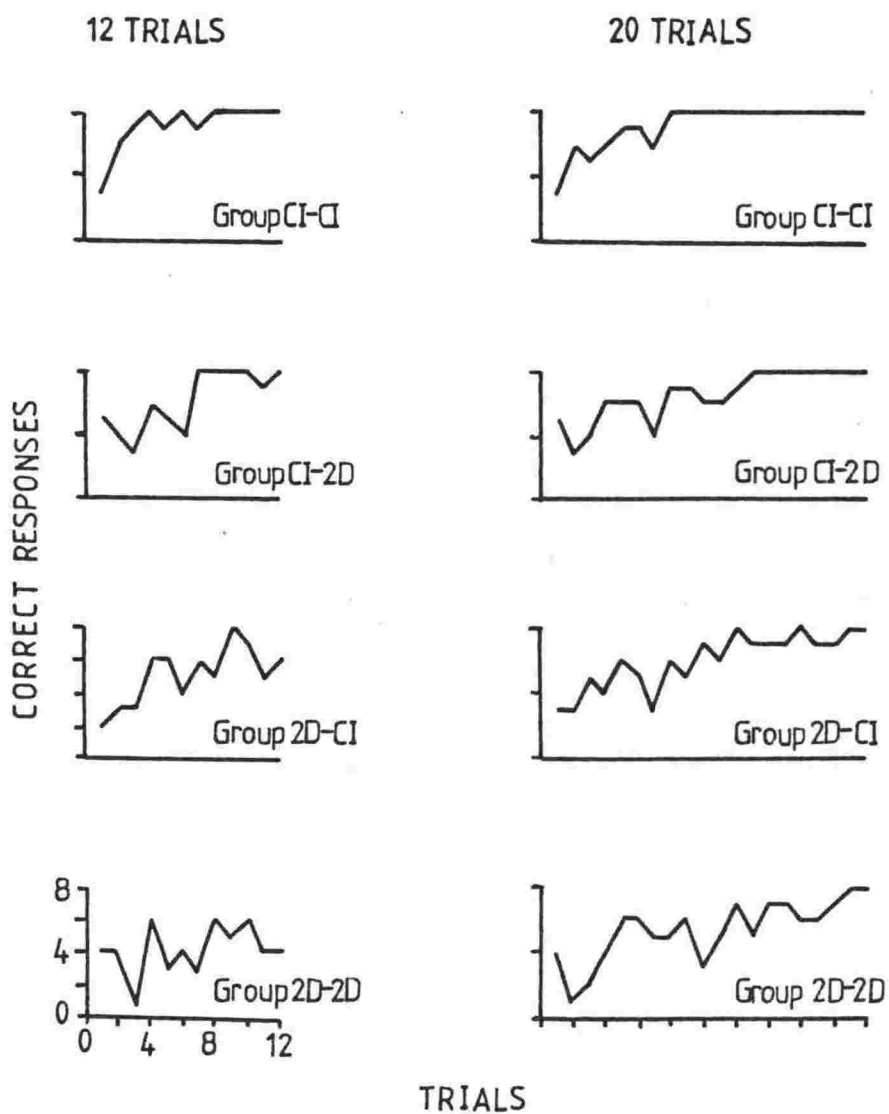 12 TRIALS
20 TRIALS
Group CI-CI
Group CI-CI
CORRECT RESPONSES
Group CI-2D
Group CI-2D
Group 2D-CI
Group 2D-CI
8
4
0
Group 2D-2D
Group 2D-2D
0 4 8 12
TRIALS